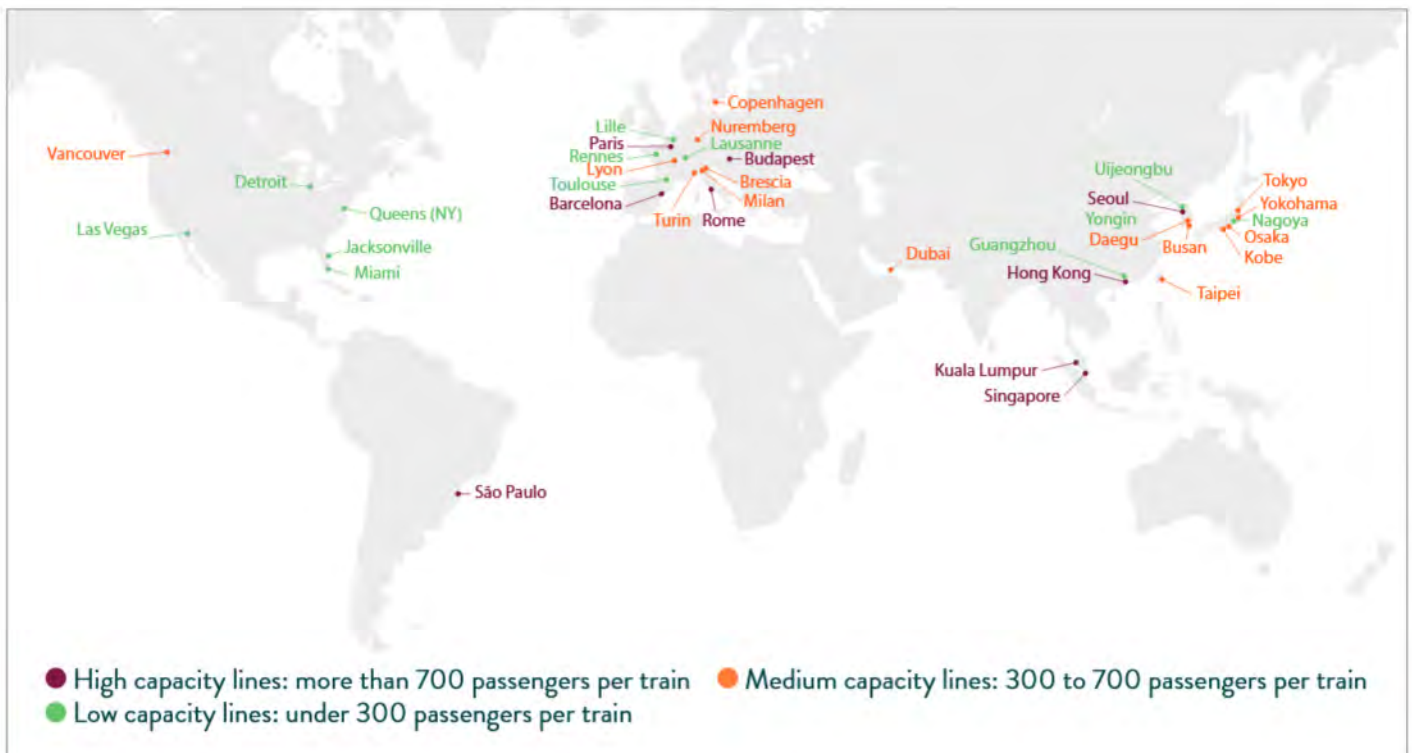 Copenhagen
Lille
Nuremberg
Paris
Lausanne
Vancouver
Rennes
Budapest
Lyon
Uijeongbu
Detroit
Toulouse
Brescia
Tokyo
Barcelona
Milan
Seoul
Yokohama
Queens (NY)
Turin
Rome
Yongin
Nagoya
Las Vegas
Daegu
Busan
Osaka
Jacksonville
Dubai
Guangzhou
Kobe
Miami
Hong Kong
Taipei
Kuala Lumpur
Singapore
São Paulo
High capacity lines: more than 700 passengers per train
Medium capacity lines: 300 to 700 passengers per train
Low capacity lines: under 300 passengers per train